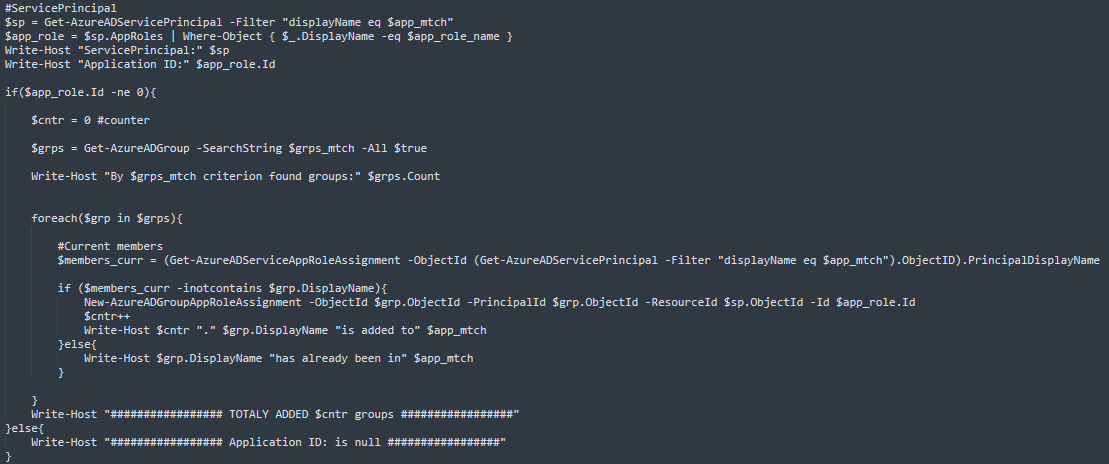 #ServicePrincipal
$sp = Get-AzureADServicePrincipal -Filter "displayName eq $app_mtch"
$app_role = $sp.AppRoles | Where-Object { $_.DisplayName -eq $app_role_name }
Write-Host "ServicePrincipal:" $sp
Write-Host "Application ID:" $app_role.Id
if($app_role.Id -ne 0){
$cntr = 0 #counter
$grps = Get-AzureADGroup -SearchString $grps_mtch -All $true
Write-Host "By $grps_mtch criterion found groups:" $grps.Count
foreach($grp in $grps){
#Current members
$members_curr = (Get-AzureADServiceAppRoleAssignment -ObjectId (Get-AzureADServicePrincipal -Filter "displayName eq $app_mtch").ObjectID).PrincipalDisplayName
if ($members_curr -inotcontains $grp.DisplayName){
New-AzureADGroupAppRoleAssignment -ObjectId $grp.ObjectId -PrincipalId $grp.ObjectId -ResourceId $sp.ObjectId -Id $app_role.Id
$cntr++
Write-Host $cntr "." $grp.DisplayName "is added to" $app_mtch
}else{
Write-Host $grp.DisplayName "has already been in" $app_mtch
}
}
Write-Host "################# TOTALY ADDED $cntr groups #################"
}else{
Write-Host "################# Application ID: is null #################"
}